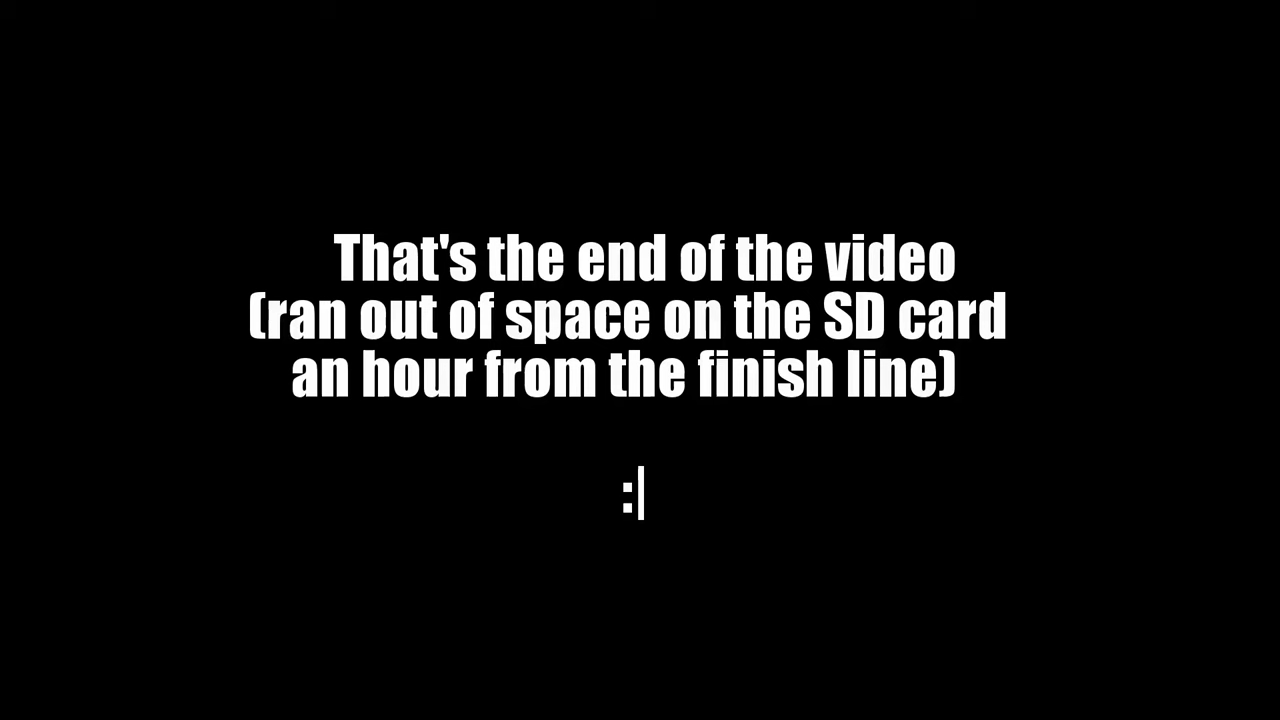 That's the end of the video
(ran out of space on the SD card
an hour from the finish line)
:|